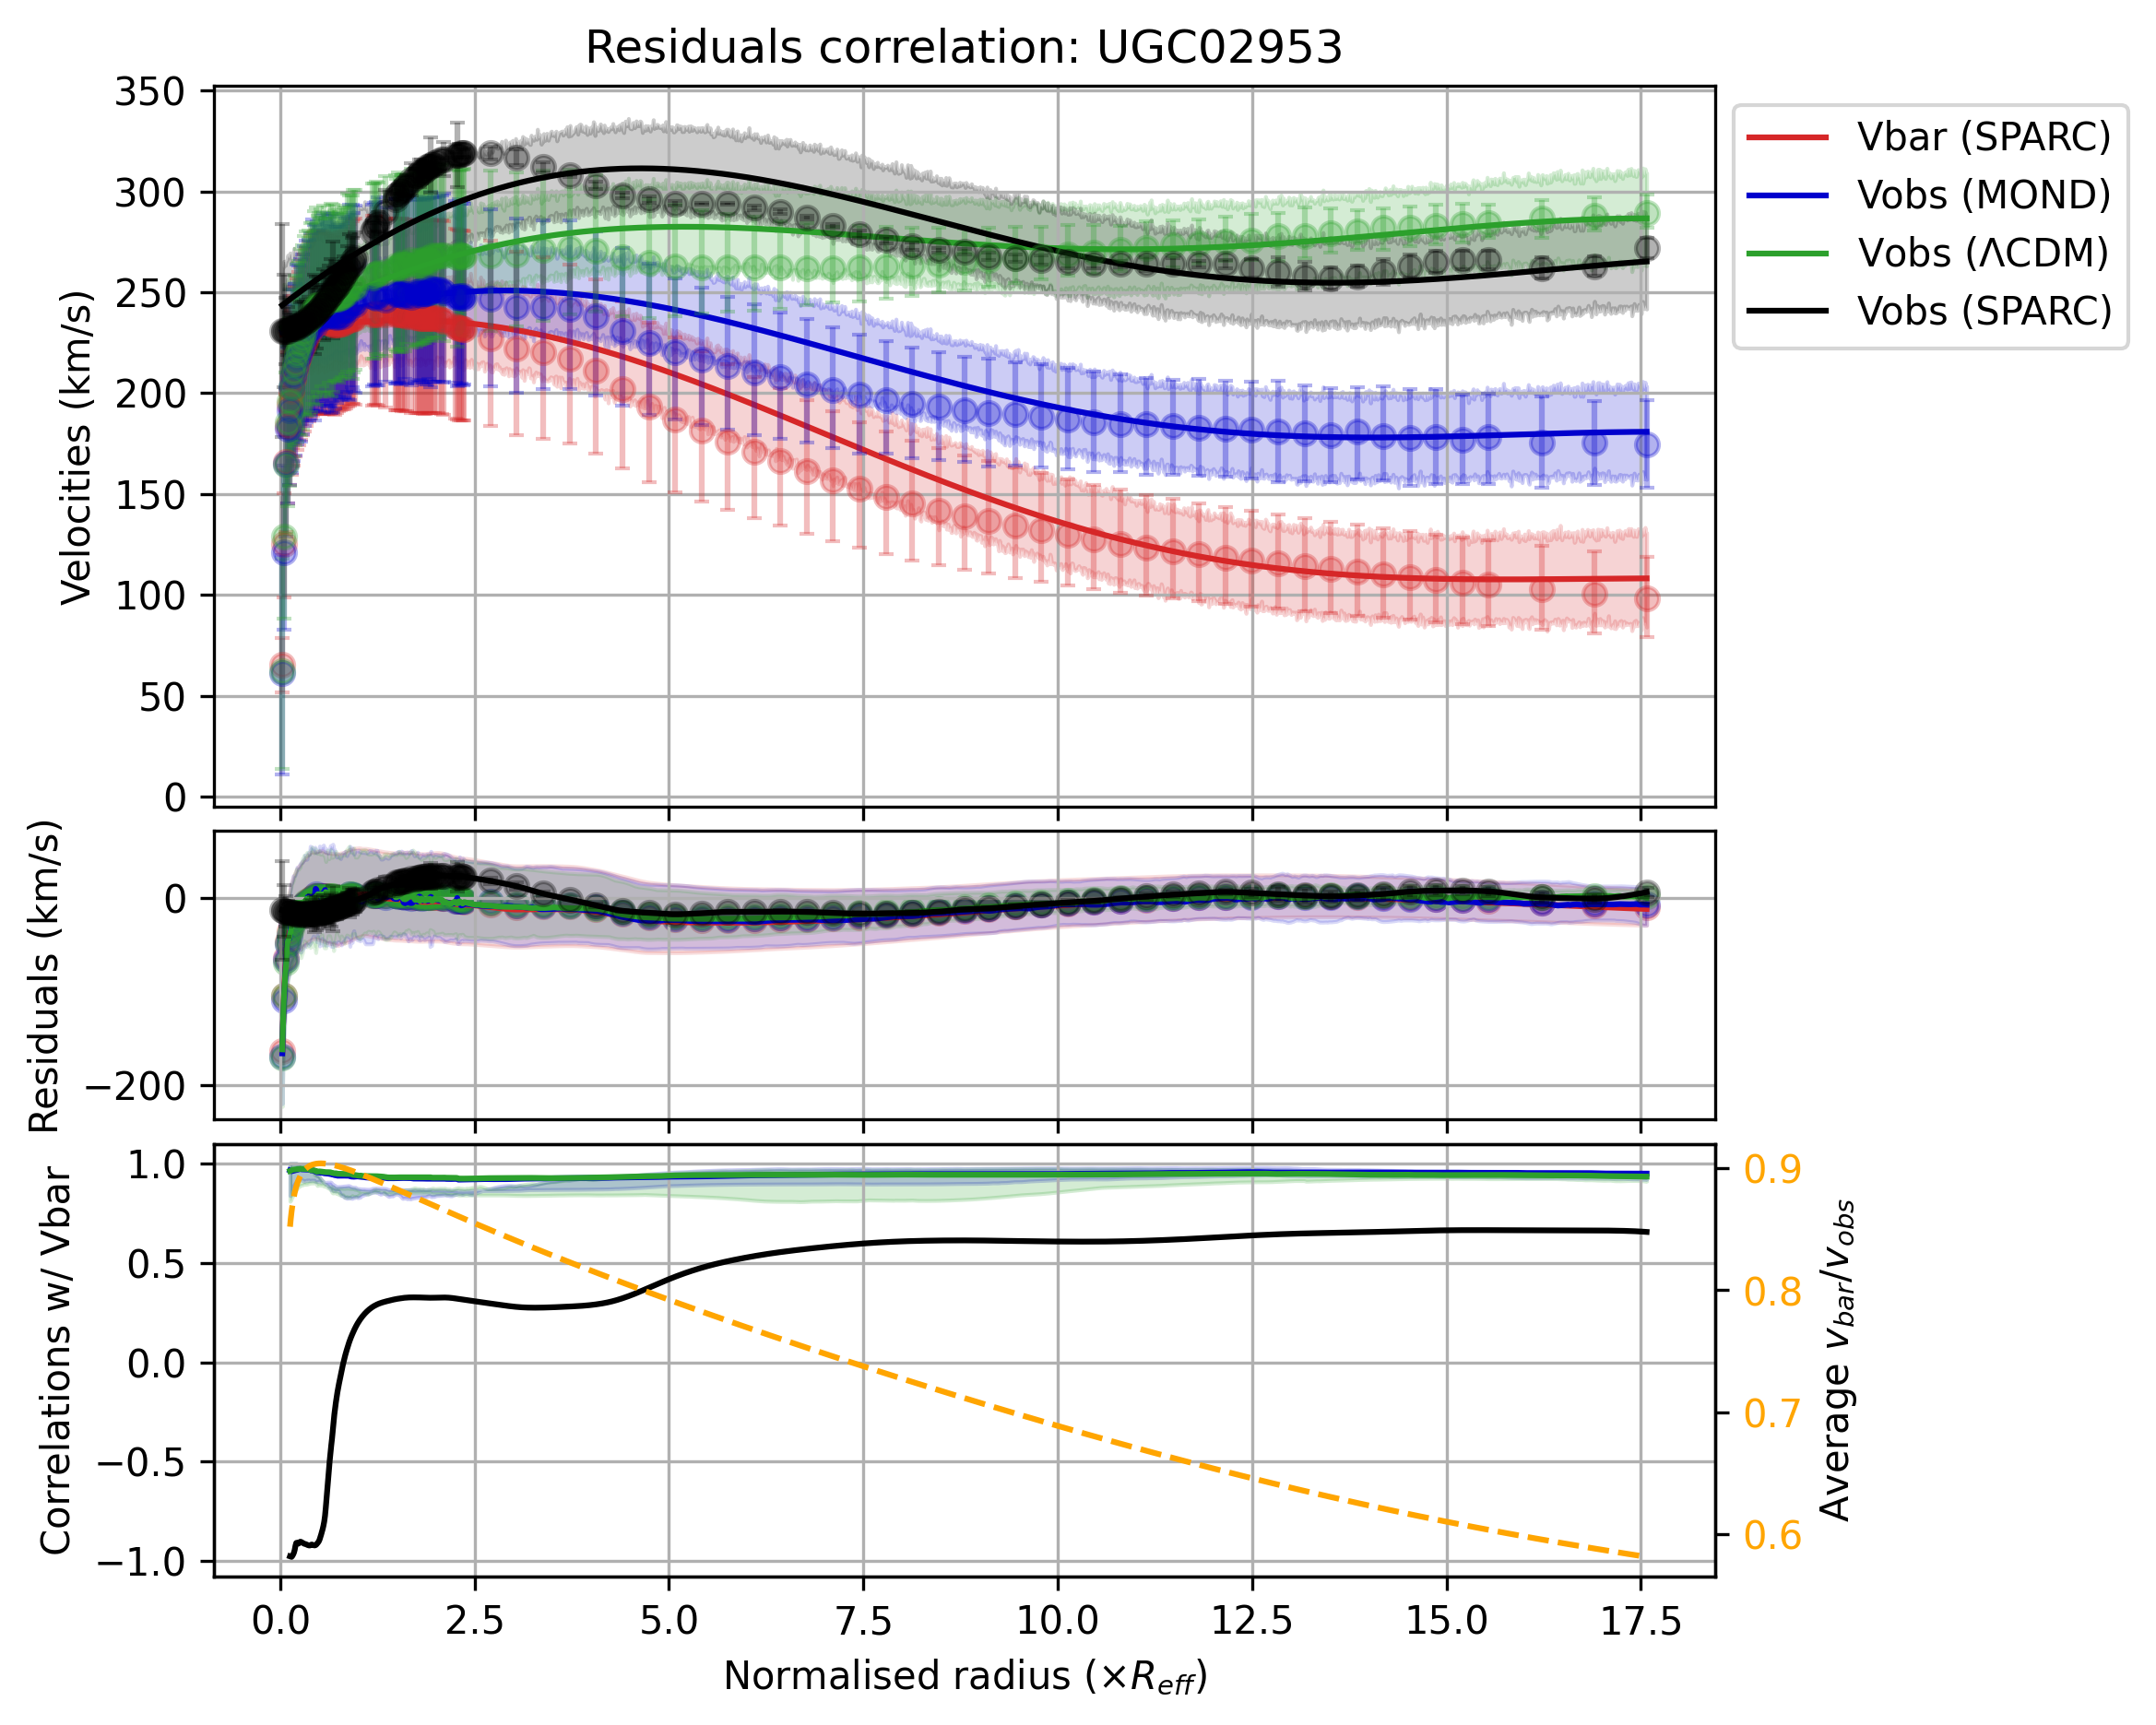 Residuals correlation: UGC02953
350
300
250
200
150
100
50
0
Velocities (km/s)
Vbar (SPARC)
Vobs (MOND)
Vobs (ΛCDM)
Vobs (SPARC)
0
−200
Residuals (km/s)
1.0
0.5
0.0
−0.5
−1.0
Correlations w/ Vbar
0.9
0.8
0.7
0.6
Average v_bar/v_obs
0.0 2.5 5.0 7.5 10.0 12.5 15.0 17.5
Normalised radius (×R_eff)